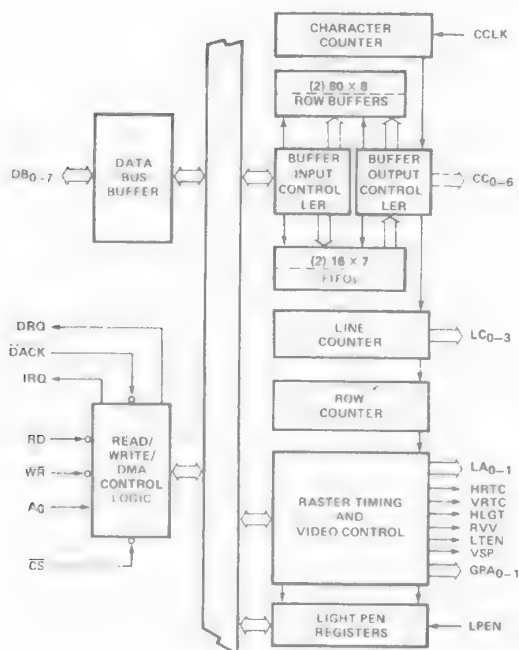 CHARACTER
COUNTER
CCLK
(2) 80 X 8
ROW BUFFERS
DB0-7
DATA
BUS
BUFFER
BUFFER
INPUT
CONTROL
LER
BUFFER
OUTPUT
CONTROL
LER
CC0-6
(2) 16 X 7
FIFOs
DRQ
DACK
IRQ
LINE
COUNTER
LC0-3
ROW
COUNTER
RD
WR
A0
CS
READ/
WRITE/
DMA
CONTROL
LOGIC
RASTER TIMING
AND
VIDEO CONTROL
LA0-1
HRTC
VRTC
HLGT
RVV
LTEN
VSP
GPA0-1
LIGHT PEN
REGISTERS
LPEN